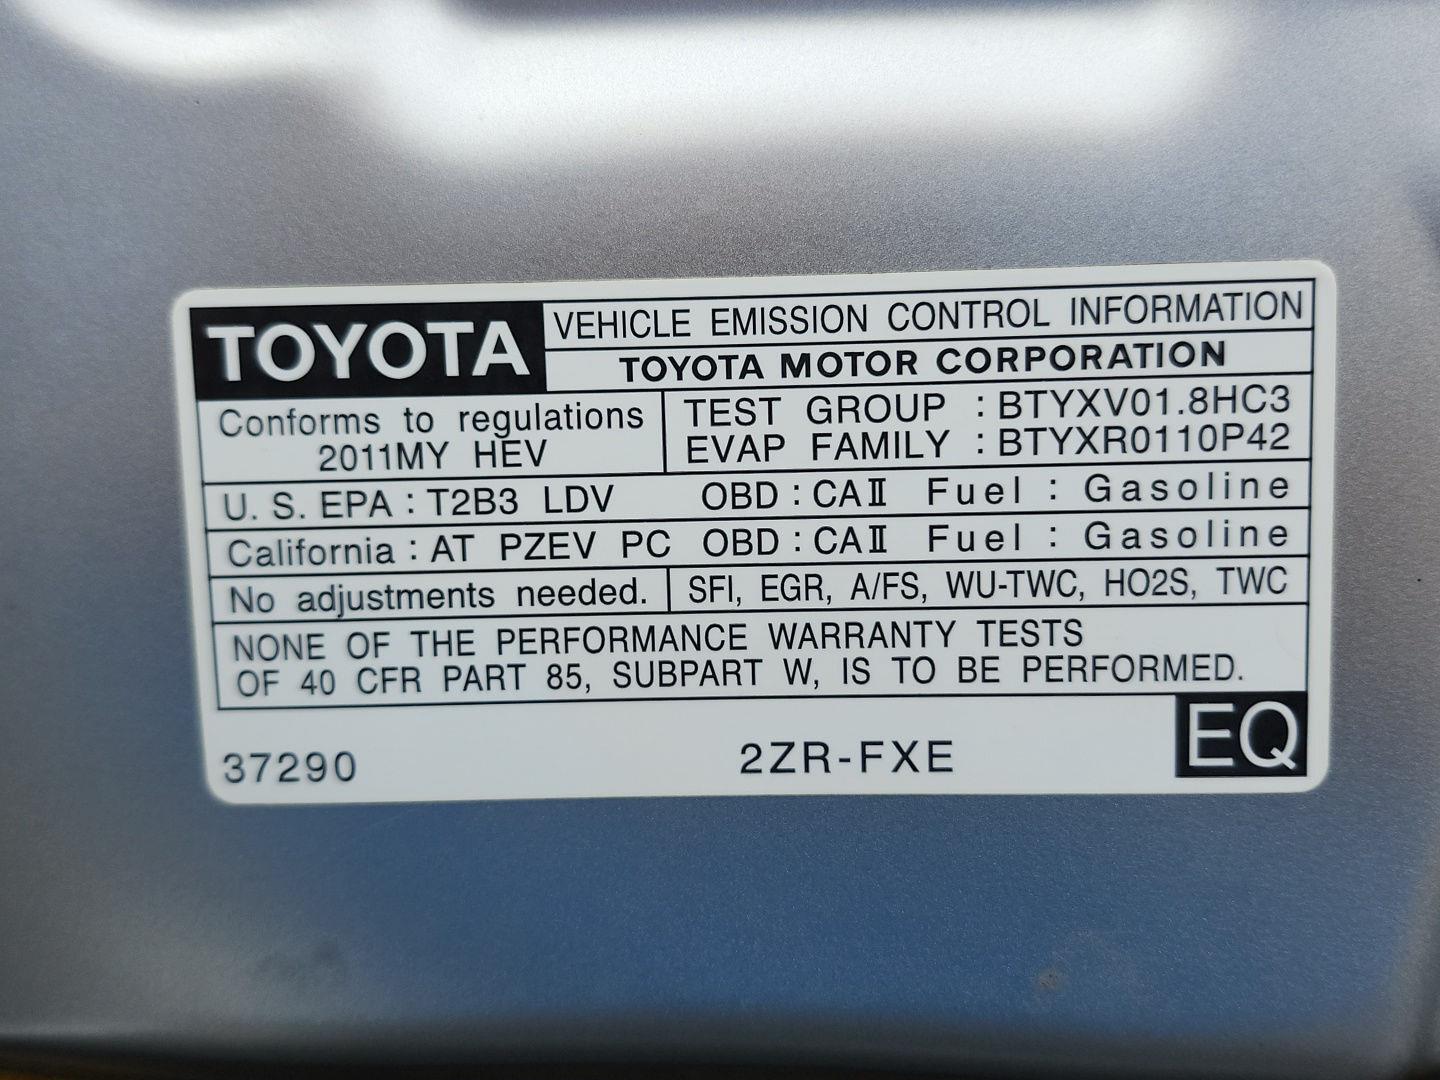 TOYOTA VEHICLE EMISSION CONTROL INFORMATION
TOYOTA MOTOR CORPORATION
Conforms to regulations
2011MY HEV
TEST GROUP : BTYXV01.8HC3
EVAP FAMILY : BTYXR0110P42
U. S. EPA : T2B3 LDV OBD : CAⅡ Fuel : Gasoline
California : AT PZEV PC OBD : CAⅡ Fuel : Gasoline
No adjustments needed. SFI, EGR, A/FS, WU-TWC, HO2S, TWC
NONE OF THE PERFORMANCE WARRANTY TESTS
OF 40 CFR PART 85, SUBPART W, IS TO BE PERFORMED.
37290 2ZR-FXE EQ